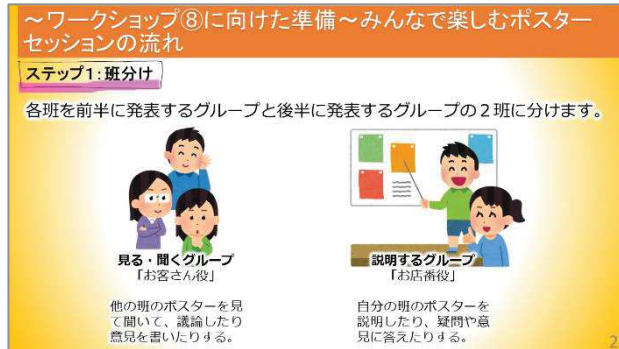 ~ワークショップ⑧に向けた準備~みんなで楽しむポスター
セッションの流れ
ステップ1:班分け
各班を前半に発表するグループと後半に発表するグループの2班に分けます。
見る・聞くグループ
「お客さん役」
他の班のポスターを見
て聞いて、議論したり
意見を書いたりする。
説明するグループ
「お店番役」
自分の班のポスターを
説明したり、疑問や意
見に答えたりする。
2